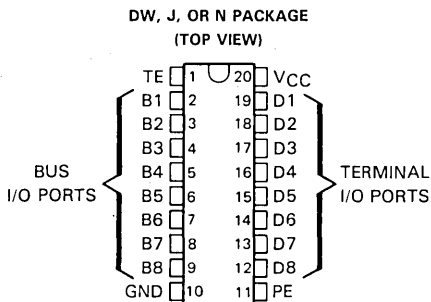 DW, J, OR N PACKAGE
(TOP VIEW)
TE 1 20 VCC
B1 2 19 D1
B2 3 18 D2
B3 4 17 D3
B4 5 16 D4
B5 6 15 D5
B6 7 14 D6
B7 8 13 D7
B8 9 12 D8
GND 10 11 PE
BUS
I/O PORTS
TERMINAL
I/O PORTS